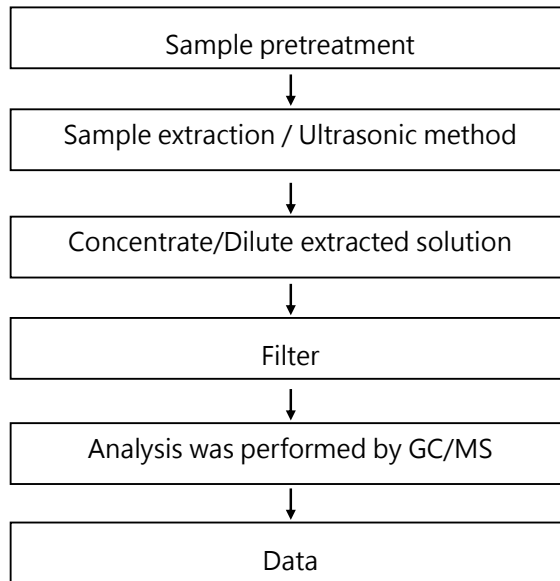 Sample pretreatment
Sample extraction / Ultrasonic method
Concentrate/Dilute extracted solution
Filter
Analysis was performed by GC/MS
Data